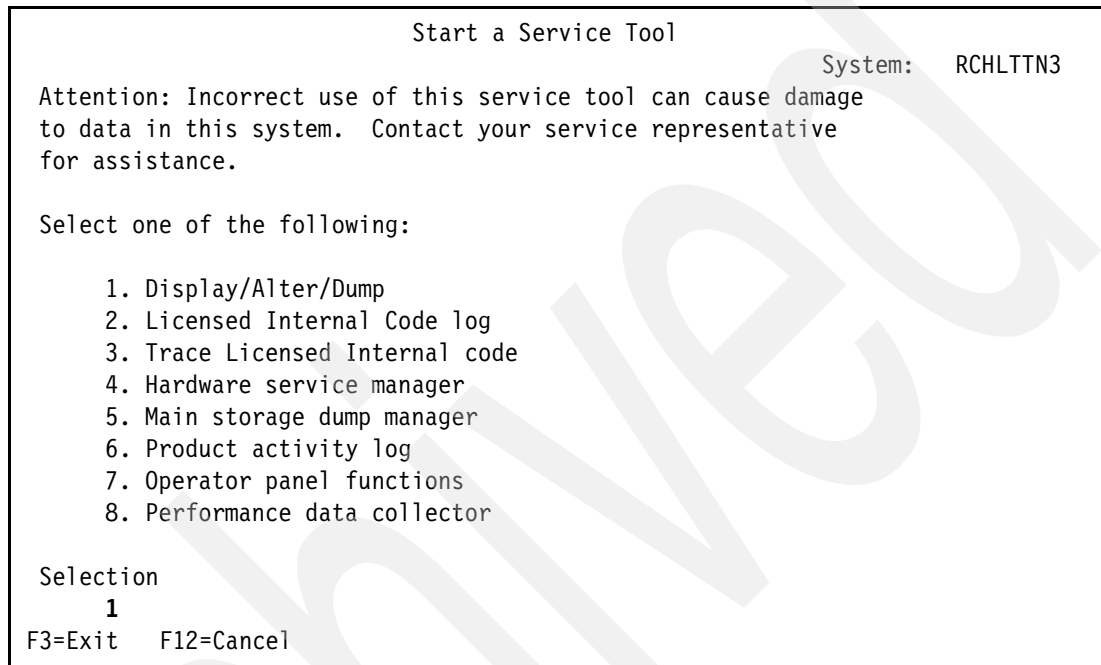 Start a Service Tool
System: RCHLTTN3
Attention: Incorrect use of this service tool can cause damage
to data in this system. Contact your service representative
for assistance.
Select one of the following:
1. Display/Alter/Dump
2. Licensed Internal Code log
3. Trace Licensed Internal code
4. Hardware service manager
5. Main storage dump manager
6. Product activity log
7. Operator panel functions
8. Performance data collector
Selection
1
F3=Exit F12=Cancel
hived